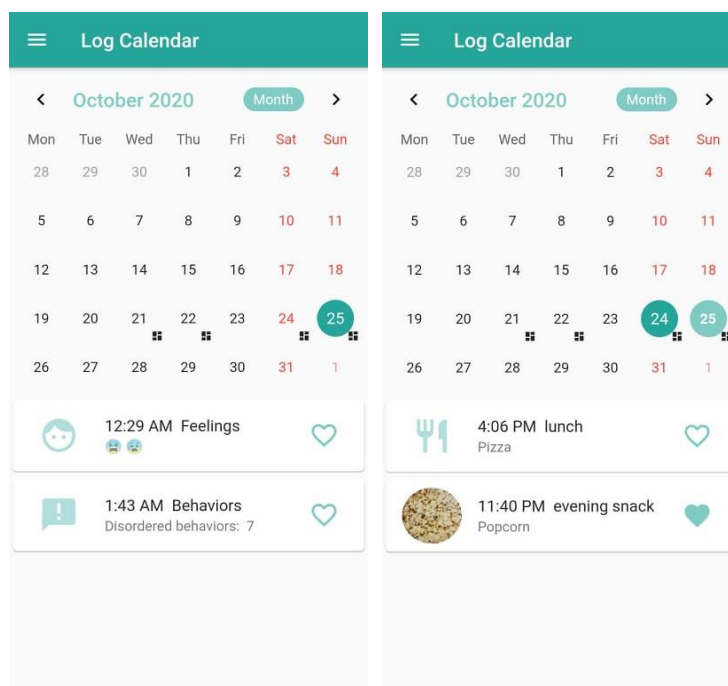 Log Calendar
October 2020 Month
Mon Tue Wed Thu Fri Sat Sun
28 29 30 1 2 3 4
5 6 7 8 9 10 11
12 13 14 15 16 17 18
19 20 21 22 23 24 25
26 27 28 29 30 31 1
12:29 AM Feelings
1:43 AM Behaviors
Disordered behaviors: 7
Log Calendar
October 2020 Month
Mon Tue Wed Thu Fri Sat Sun
28 29 30 1 2 3 4
5 6 7 8 9 10 11
12 13 14 15 16 17 18
19 20 21 22 23 24 25
26 27 28 29 30 31 1
4:06 PM lunch
Pizza
11:40 PM evening snack
Popcorn